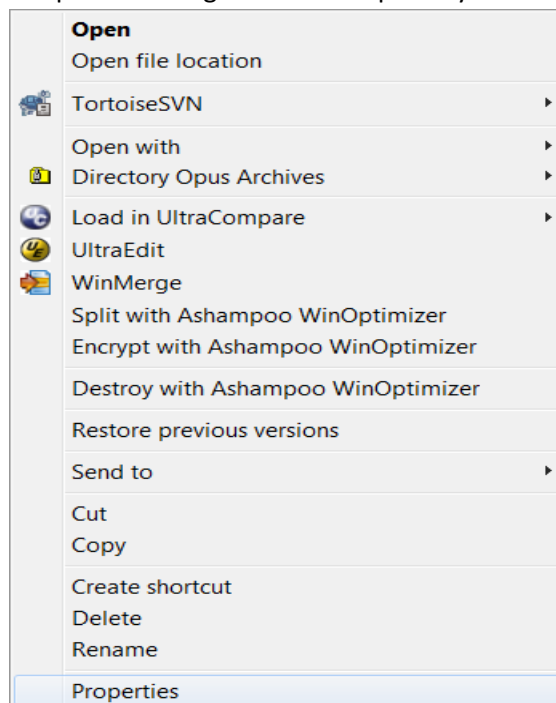 Open
Open file location
TortoiseSVN
Open with
Directory Opus Archives
Load in UltraCompare
UltraEdit
WinMerge
Split with Ashampoo WinOptimizer
Encrypt with Ashampoo WinOptimizer
Destroy with Ashampoo WinOptimizer
Restore previous versions
Send to
Cut
Copy
Create shortcut
Delete
Rename
Properties